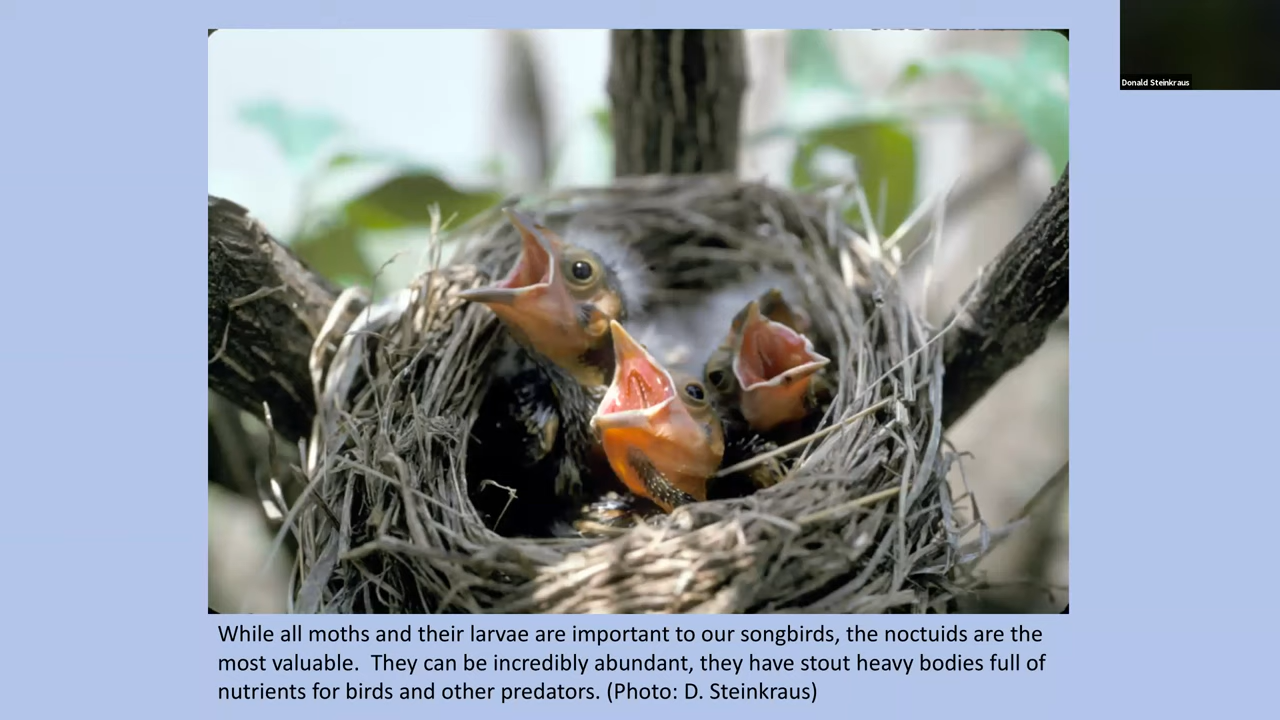 Donald Steinkraus
While all moths and their larvae are important to our songbirds, the noctuids are the
most valuable.  They can be incredibly abundant, they have stout heavy bodies full of
nutrients for birds and other predators. (Photo: D. Steinkraus)